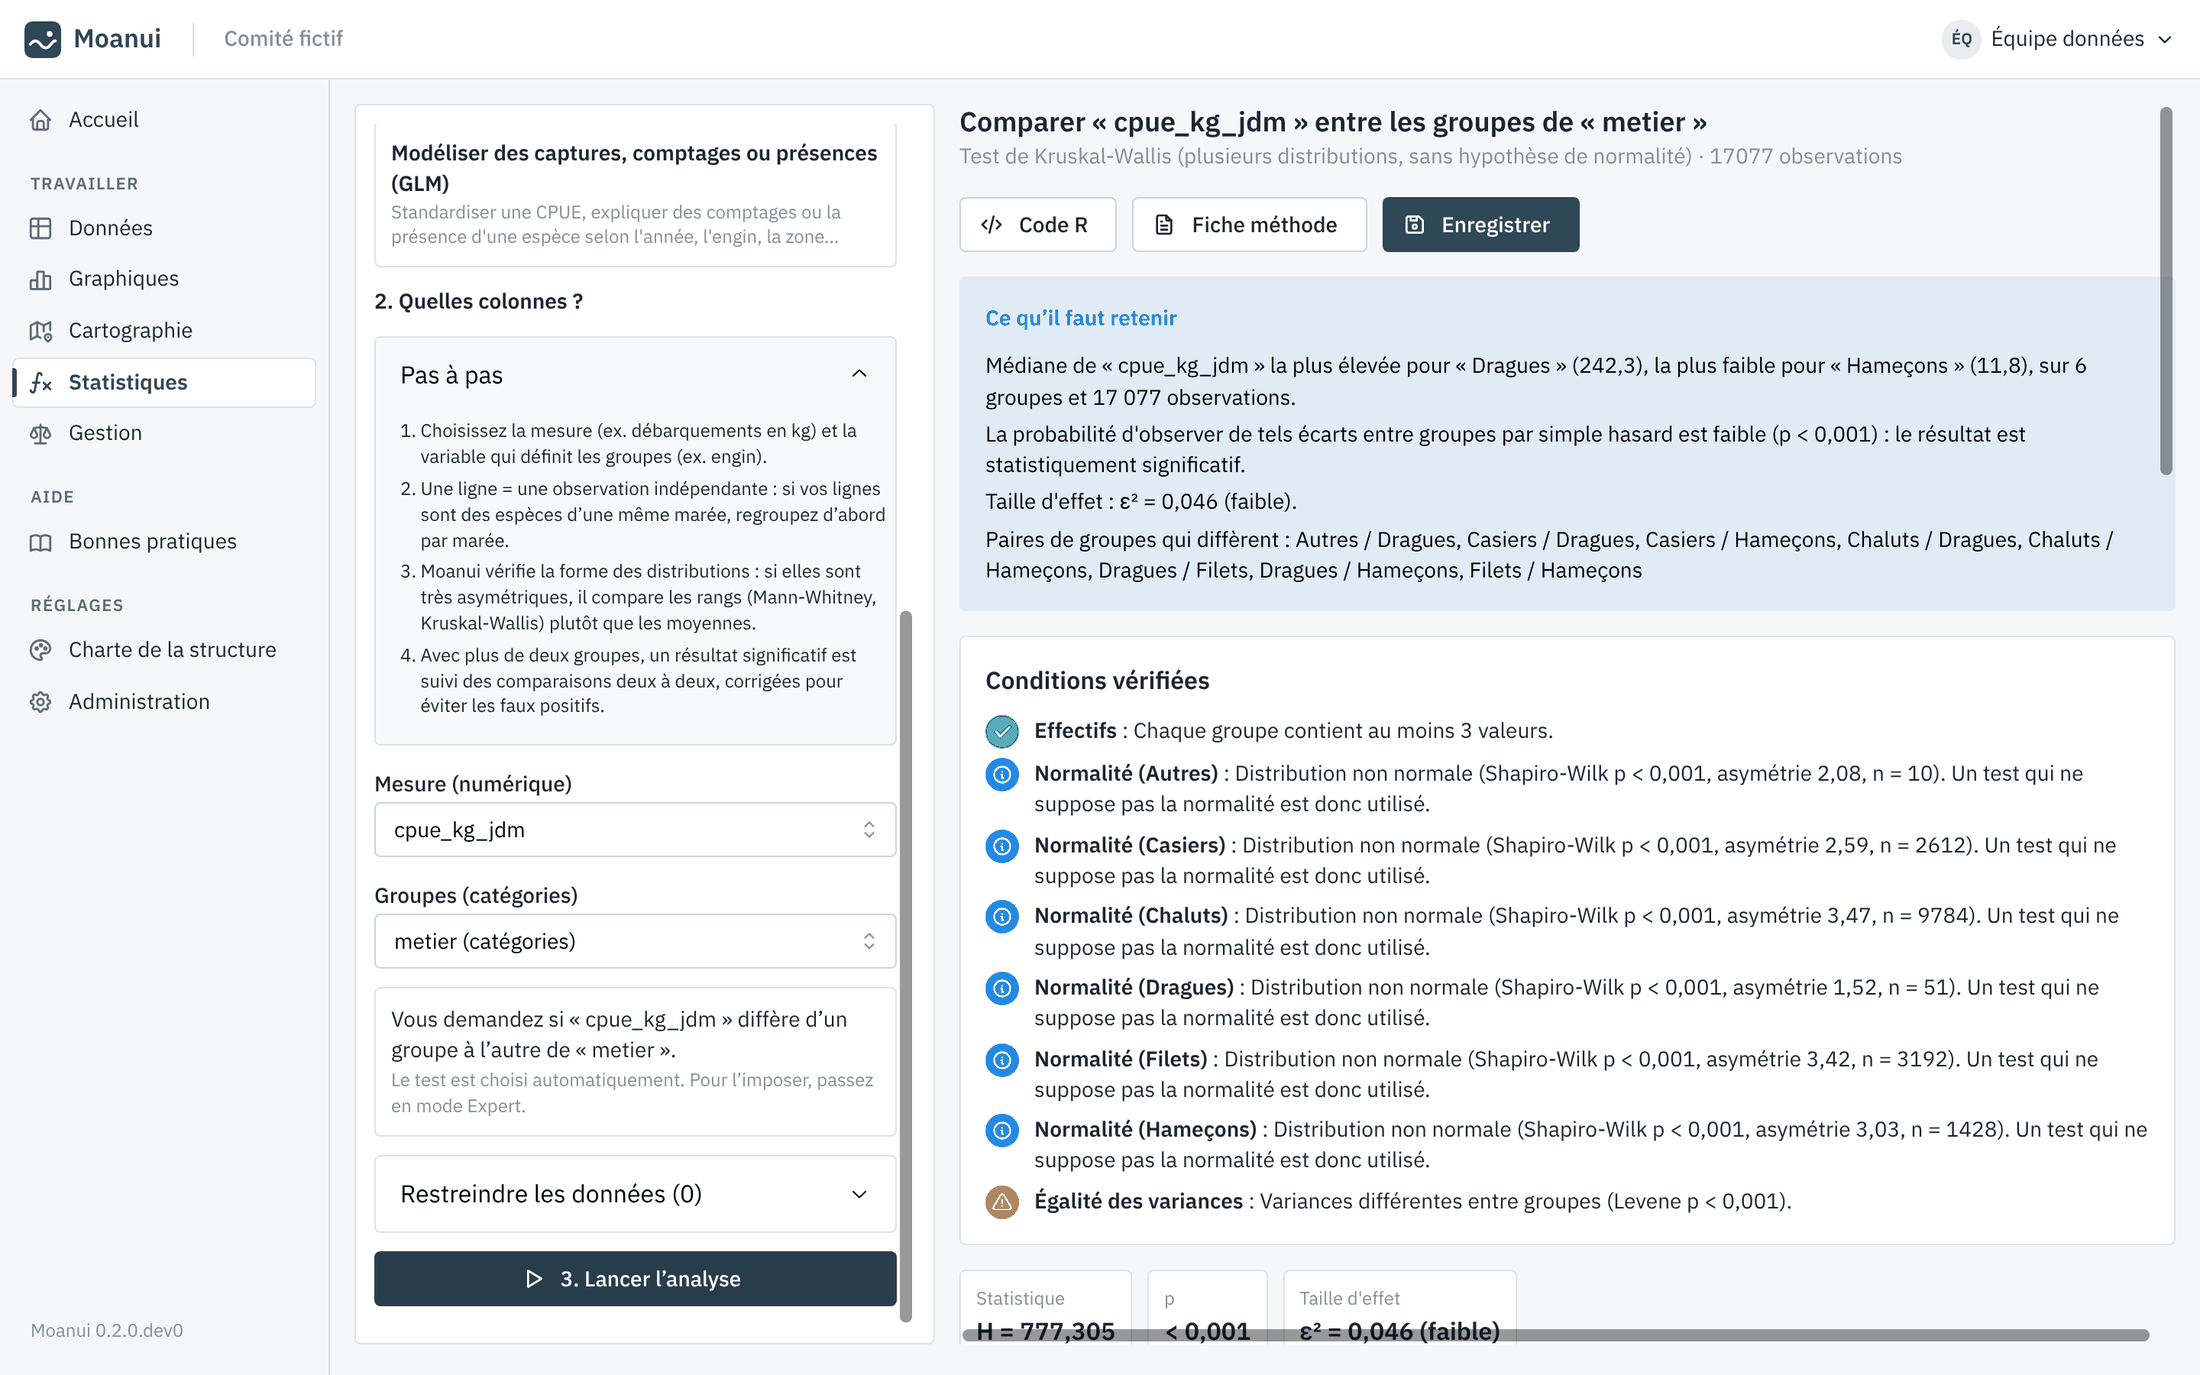 Moanui
Comité fictif
ÉQ
Équipe données
Accueil
TRAVAILLER
Données
Graphiques
Cartographie
Statistiques
Gestion
AIDE
Bonnes pratiques
RÉGLAGES
Charte de la structure
Administration
Moanui 0.2.0.dev0
Modéliser des captures, comptages ou présences
(GLM)
Standardiser une CPUE, expliquer des comptages ou la
présence d'une espèce selon l'année, l'engin, la zone...
2. Quelles colonnes ?
Pas à pas
1. Choisissez la mesure (ex. débarquements en kg) et la
variable qui définit les groupes (ex. engin).
2. Une ligne = une observation indépendante : si vos lignes
sont des espèces d’une même marée, regroupez d’abord
par marée.
3. Moanui vérifie la forme des distributions : si elles sont
très asymétriques, il compare les rangs (Mann-Whitney,
Kruskal-Wallis) plutôt que les moyennes.
4. Avec plus de deux groupes, un résultat significatif est
suivi des comparaisons deux à deux, corrigées pour
éviter les faux positifs.
Mesure (numérique)
cpue_kg_jdm
Groupes (catégories)
metier (catégories)
Vous demandez si « cpue_kg_jdm » diffère d’un
groupe à l’autre de « metier ».
Le test est choisi automatiquement. Pour l’imposer, passez
en mode Expert.
Restreindre les données (0)
3. Lancer l’analyse
Comparer « cpue_kg_jdm » entre les groupes de « metier »
Test de Kruskal-Wallis (plusieurs distributions, sans hypothèse de normalité) · 17077 observations
Code R
Fiche méthode
Enregistrer
Ce qu’il faut retenir
Médiane de « cpue_kg_jdm » la plus élevée pour « Dragues » (242,3), la plus faible pour « Hameçons » (11,8), sur 6
groupes et 17 077 observations.
La probabilité d'observer de tels écarts entre groupes par simple hasard est faible (p < 0,001) : le résultat est
statistiquement significatif.
Taille d'effet : ε² = 0,046 (faible).
Paires de groupes qui diffèrent : Autres / Dragues, Casiers / Dragues, Casiers / Hameçons, Chaluts / Dragues, Chaluts /
Hameçons, Dragues / Filets, Dragues / Hameçons, Filets / Hameçons
Conditions vérifiées
Effectifs : Chaque groupe contient au moins 3 valeurs.
Normalité (Autres) : Distribution non normale (Shapiro-Wilk p < 0,001, asymétrie 2,08, n = 10). Un test qui ne
suppose pas la normalité est donc utilisé.
Normalité (Casiers) : Distribution non normale (Shapiro-Wilk p < 0,001, asymétrie 2,59, n = 2612). Un test qui ne
suppose pas la normalité est donc utilisé.
Normalité (Chaluts) : Distribution non normale (Shapiro-Wilk p < 0,001, asymétrie 3,47, n = 9784). Un test qui ne
suppose pas la normalité est donc utilisé.
Normalité (Dragues) : Distribution non normale (Shapiro-Wilk p < 0,001, asymétrie 1,52, n = 51). Un test qui ne
suppose pas la normalité est donc utilisé.
Normalité (Filets) : Distribution non normale (Shapiro-Wilk p < 0,001, asymétrie 3,42, n = 3192). Un test qui ne
suppose pas la normalité est donc utilisé.
Normalité (Hameçons) : Distribution non normale (Shapiro-Wilk p < 0,001, asymétrie 3,03, n = 1428). Un test qui ne
suppose pas la normalité est donc utilisé.
Égalité des variances : Variances différentes entre groupes (Levene p < 0,001).
Statistique
H = 777,305
p
< 0,001
Taille d'effet
ε² = 0,046 (faible)